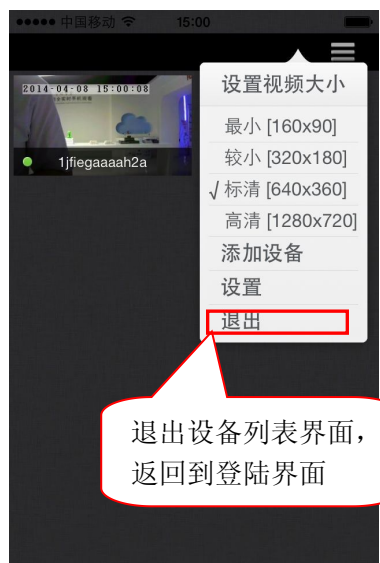 中国移动 15:00
2014-04-08 15:00:08
1jfiegaaaah2a
设置视频大小
最小 [160x90]
较小 [320x180]
√ 标清 [640x360]
高清 [1280x720]
添加设备
设置
退出
退出设备列表界面，
返回到登陆界面